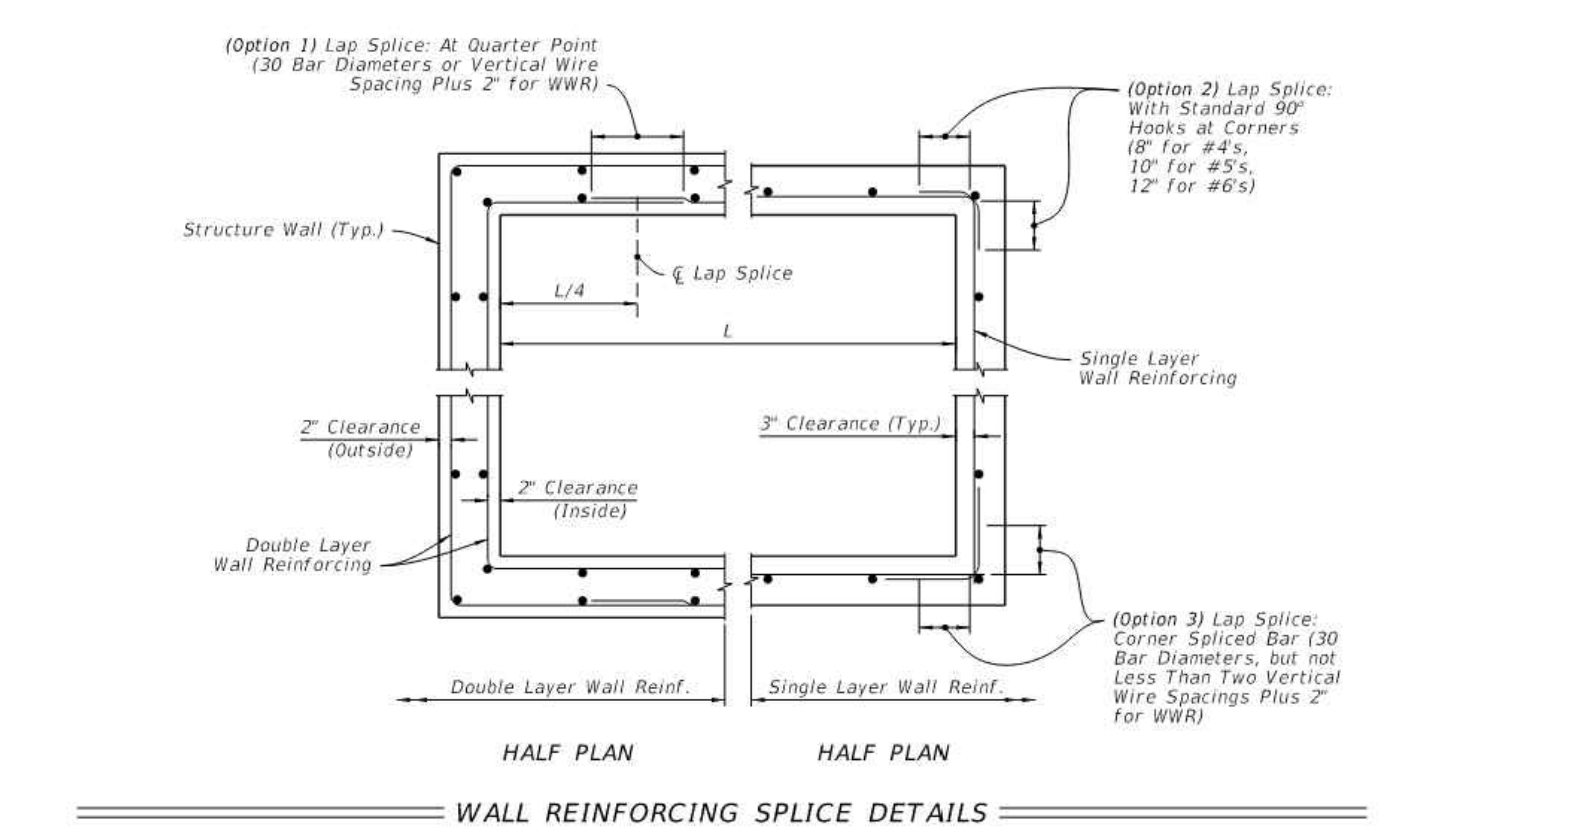 (Option 1) Lap Splice: At Quarter Point
(30 Bar Diameters or Vertical Wire
Spacing Plus 2" for WWR)
(Option 2) Lap Splice:
With Standard 90°
Hooks at Corners
(8" for #4's,
10" for #5's,
12" for #6's)
Structure Wall (Typ.)
℄ Lap Splice
L/4
L
Single Layer
Wall Reinforcing
2" Clearance
(Outside)
3" Clearance (Typ.)
2" Clearance
(Inside)
Double Layer
Wall Reinforcing
(Option 3) Lap Splice:
Corner Spliced Bar (30
Bar Diameters, but not
Less Than Two Vertical
Wire Spacings Plus 2"
for WWR)
Double Layer Wall Reinf.
Single Layer Wall Reinf.
HALF PLAN
HALF PLAN
WALL REINFORCING SPLICE DETAILS